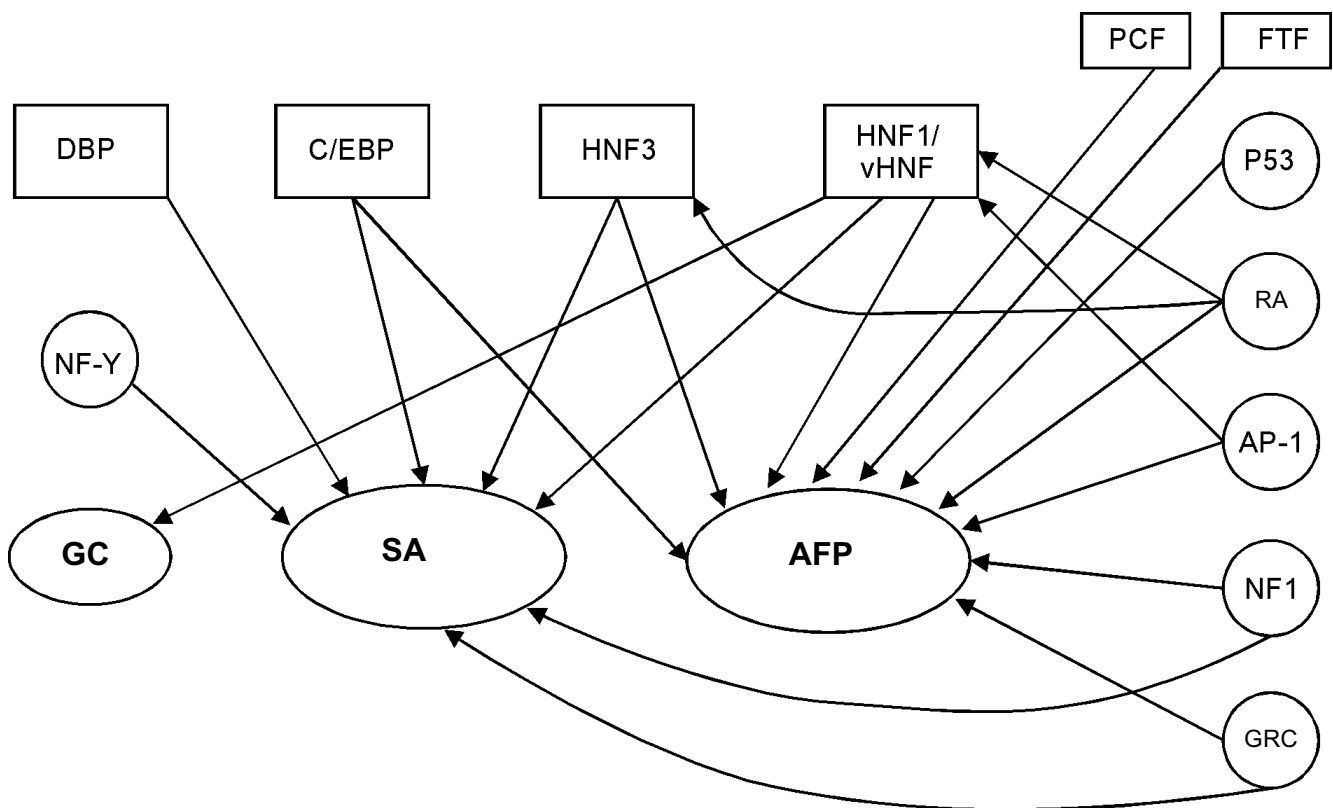 PCF
FTF
DBP
C/EBP
HNF3
HNF1/
vHNF
P53
RA
NF-Y
AP-1
GC
SA
AFP
NF1
GRC